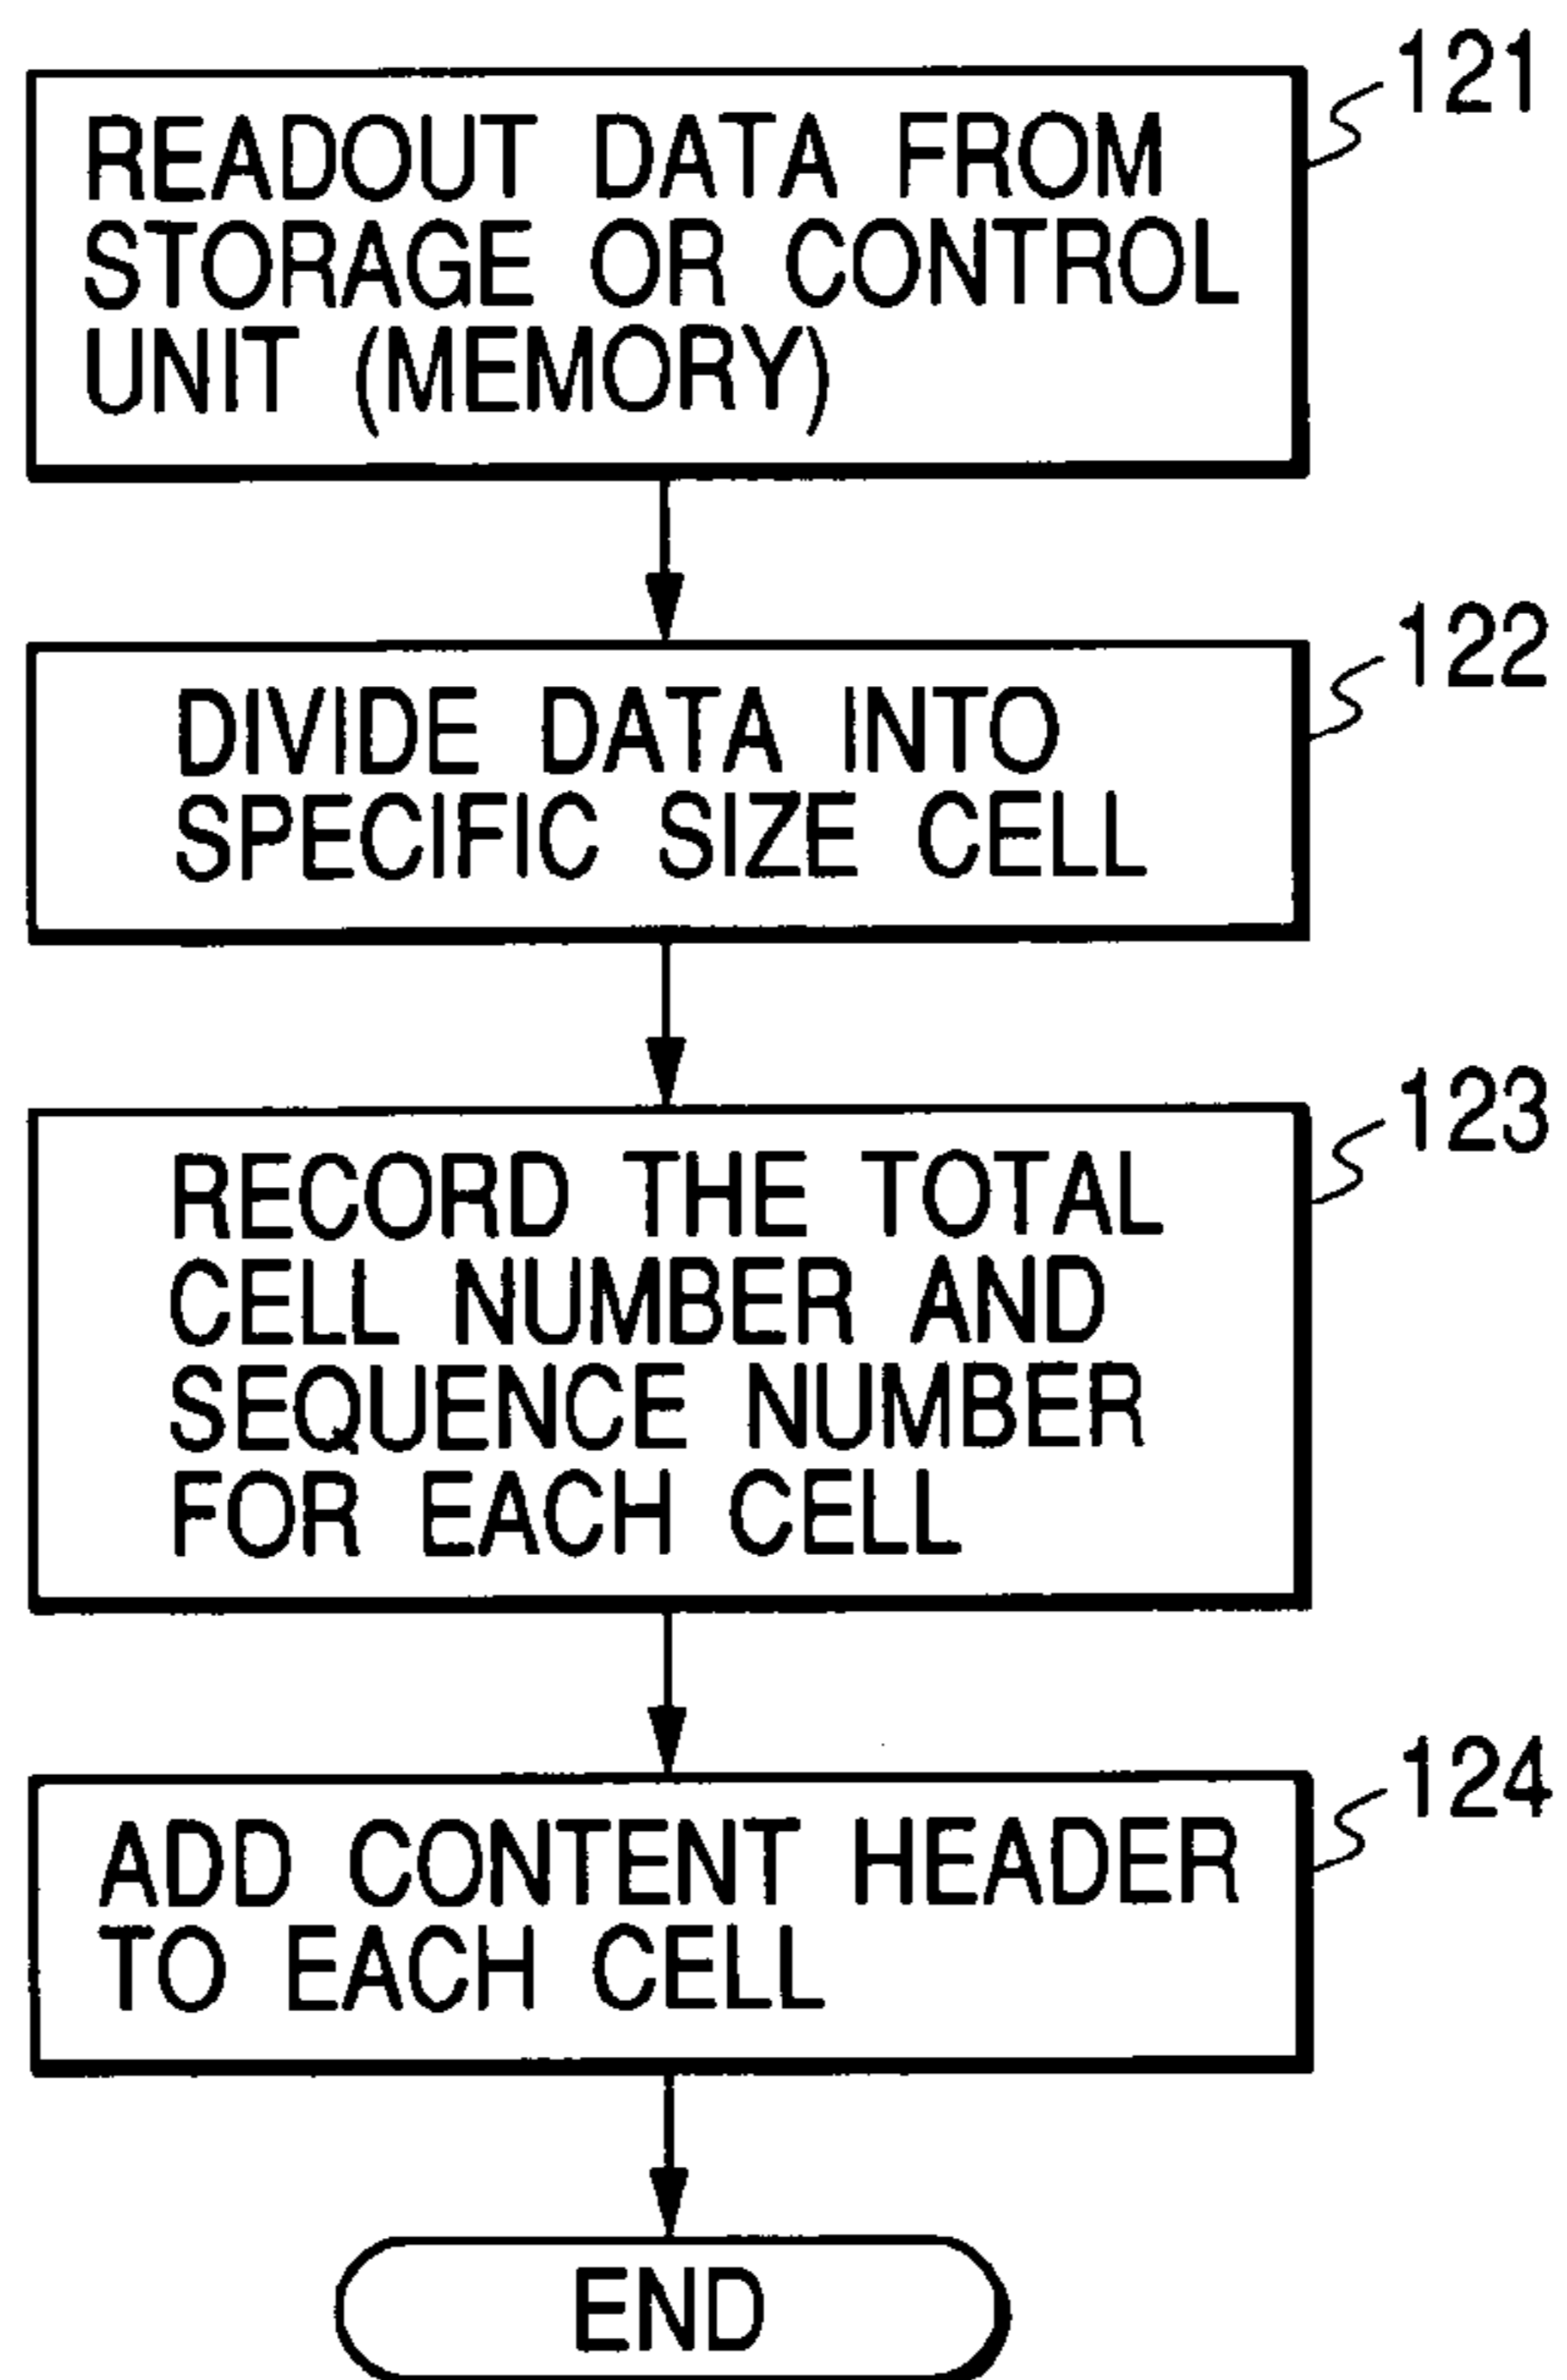 121
READOUT DATA FROM
STORAGE OR CONTROL
UNIT (MEMORY)
122
DIVIDE DATA INTO
SPECIFIC SIZE CELL
123
RECORD THE TOTAL
CELL NUMBER AND
SEQUENCE NUMBER
FOR EACH CELL
124
ADD CONTENT HEADER
TO EACH CELL
END